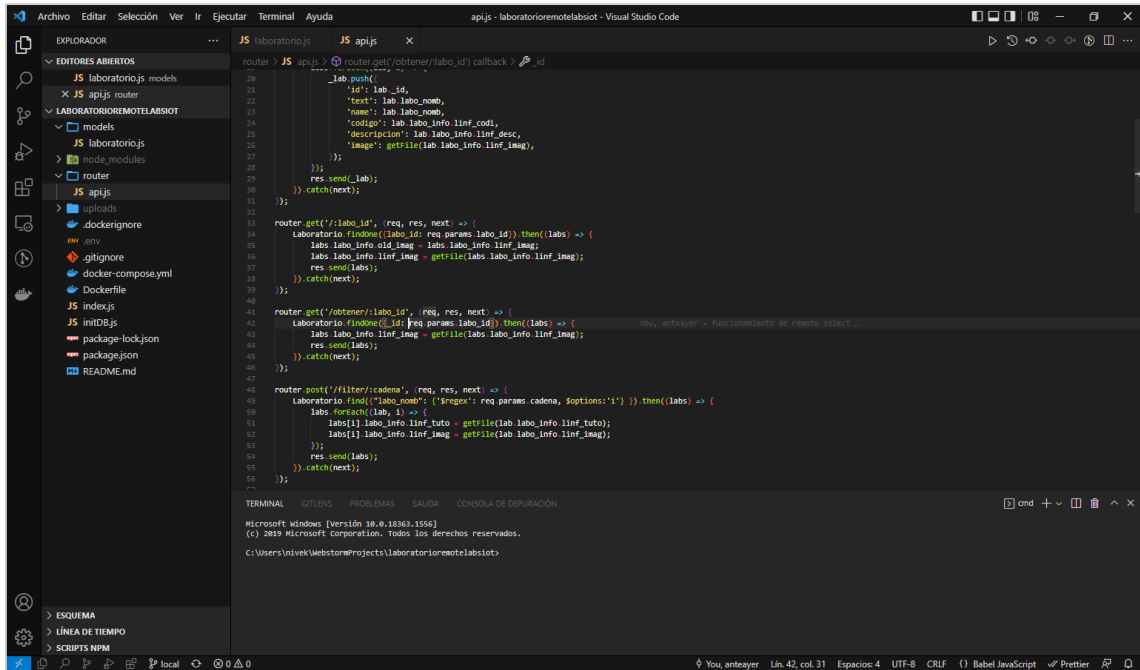 Archivo Editar Selección Ver Ir Ejecutar Terminal Ayuda
api.js - laboratorioremotelabsiot - Visual Studio Code
EXPLORADOR
EDITORES ABIERTOS
JS laboratorio.js models
JS api.js router
LABORATORIOREMOTELABSIOT
models
JS laboratorio.js
node_modules
router
JS api.js
uploads
.dockerignore
.ENV .env
.gitignore
docker-compose.yml
Dockerfile
JS index.js
JS initDB.js
package-lock.json
package.json
README.md
ESQUEMA
LÍNEA DE TIEMPO
SCRIPTS NPM
JS laboratorio.js JS api.js
router > JS api.js > router.get('/obtener/:labo_id') callback > _id
20 _lab.push({
21 'id': lab._id,
22 'text': lab.labo_nomb,
23 'name': lab.labo_nomb,
24 'codigo': lab.labo_info.linf_codi,
25 'descripcion': lab.labo_info.linf_desc,
26 'image': getFile(lab.labo_info.linf_imag),
27 });
28 });
29 res.send(_lab);
30 }).catch(next);
31 });
32
33 router.get('/:labo_id', (req, res, next) => {
34 Laboratorio.findOne({labo_id: req.params.labo_id}).then((labs) => {
35 labs.labo_info.old_imag = labs.labo_info.linf_imag;
36 labs.labo_info.linf_imag = getFile(labs.labo_info.linf_imag);
37 res.send(labs);
38 }).catch(next);
39 });
40
41 router.get('/obtener/:labo_id', (req, res, next) => {
42 Laboratorio.findOne({_id: req.params.labo_id}).then((labs) => { You, anteayer • funcionamiento de remoto select …
43 labs.labo_info.linf_imag = getFile(labs.labo_info.linf_imag);
44 res.send(labs);
45 }).catch(next);
46 });
47
48 router.post('/filter/:cadena', (req, res, next) => {
49 Laboratorio.find({"labo_nomb": {'$regex': req.params.cadena, $options:'i'} }).then((labs) => {
50 labs.forEach((lab, i) => {
51 labs[i].labo_info.linf_tuto = getFile(lab.labo_info.linf_tuto);
52 labs[i].labo_info.linf_imag = getFile(lab.labo_info.linf_imag);
53 });
54 res.send(labs);
55 }).catch(next);
56 });
TERMINAL GITLENS PROBLEMAS SALIDA CONSOLA DE DEPURACIÓN
cmd
Microsoft Windows [Versión 10.0.18363.1556]
(c) 2019 Microsoft Corporation. Todos los derechos reservados.
C:\Users\nivek\WebstormProjects\laboratorioremotelabsiot>
local 0 0
You, anteayer Lín. 42, col. 31 Espacios: 4 UTF-8 CRLF {} Babel JavaScript Prettier